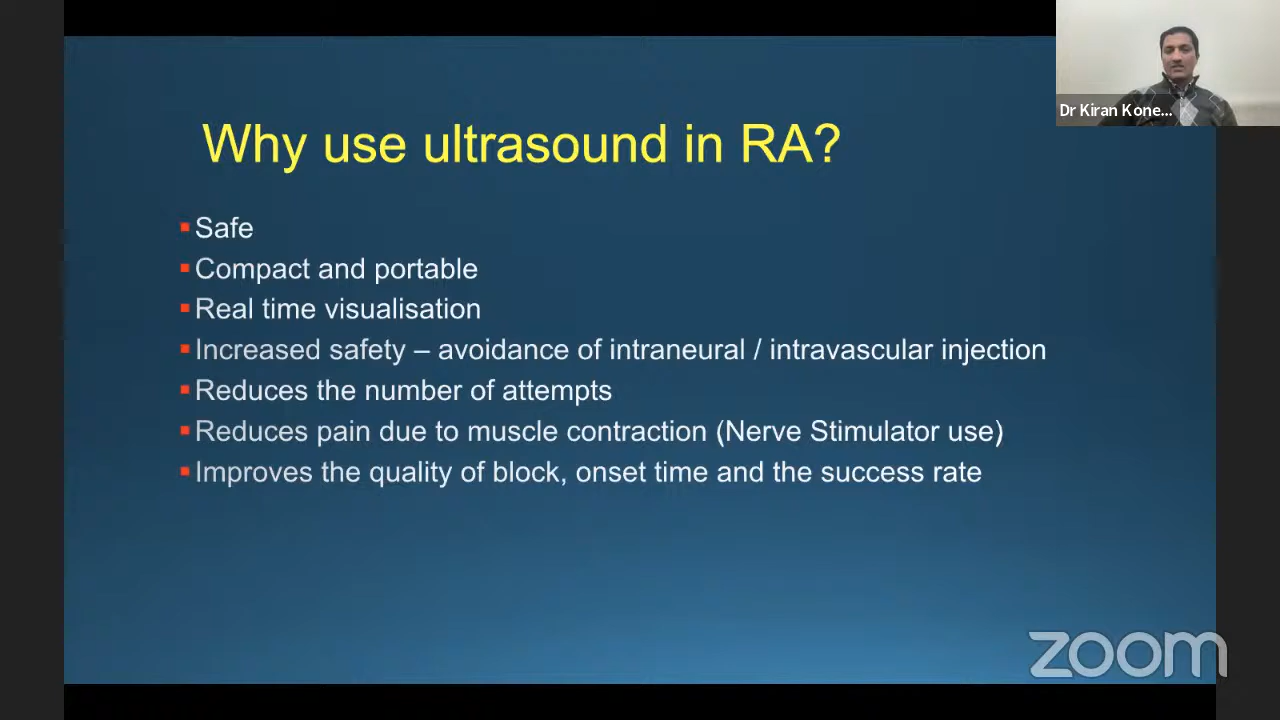 Why use ultrasound in RA?
Safe
Compact and portable
Real time visualisation
Increased safety – avoidance of intraneural / intravascular injection
Reduces the number of attempts
Reduces pain due to muscle contraction (Nerve Stimulator use)
Improves the quality of block, onset time and the success rate
Dr Kiran Kone...
zoom